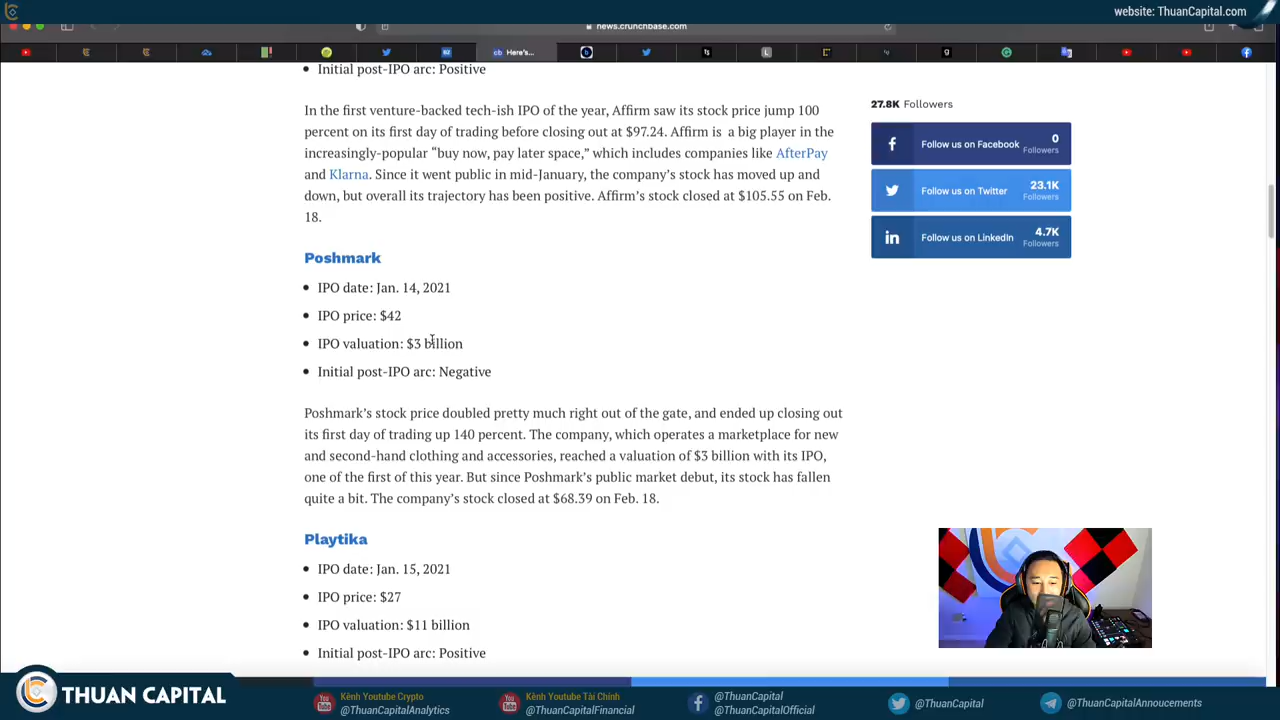 website: ThuanCapital.com
news.crunchbase.com
cb Here's...
Initial post-IPO arc: Positive
In the first venture-backed tech-ish IPO of the year, Affirm saw its stock price jump 100
percent on its first day of trading before closing out at $97.24. Affirm is a big player in the
increasingly-popular “buy now, pay later space,” which includes companies like AfterPay
and Klarna. Since it went public in mid-January, the company’s stock has moved up and
down, but overall its trajectory has been positive. Affirm’s stock closed at $105.55 on Feb.
18.
Poshmark
IPO date: Jan. 14, 2021
IPO price: $42
IPO valuation: $3 billion
Initial post-IPO arc: Negative
Poshmark’s stock price doubled pretty much right out of the gate, and ended up closing out
its first day of trading up 140 percent. The company, which operates a marketplace for new
and second-hand clothing and accessories, reached a valuation of $3 billion with its IPO,
one of the first of this year. But since Poshmark’s public market debut, its stock has fallen
quite a bit. The company’s stock closed at $68.39 on Feb. 18.
Playtika
IPO date: Jan. 15, 2021
IPO price: $27
IPO valuation: $11 billion
Initial post-IPO arc: Positive
27.8K Followers
Follow us on Facebook
0
Followers
Follow us on Twitter
23.1K
Followers
in
Follow us on LinkedIn
4.7K
Followers
THUAN CAPITAL
Kênh Youtube Crypto
@ThuanCapitalAnalytics
Kênh Youtube Tài Chính
@ThuanCapitalFinancial
@ThuanCapital
@ThuanCapitalOfficial
@ThuanCapital
@ThuanCapitalAnnoucements